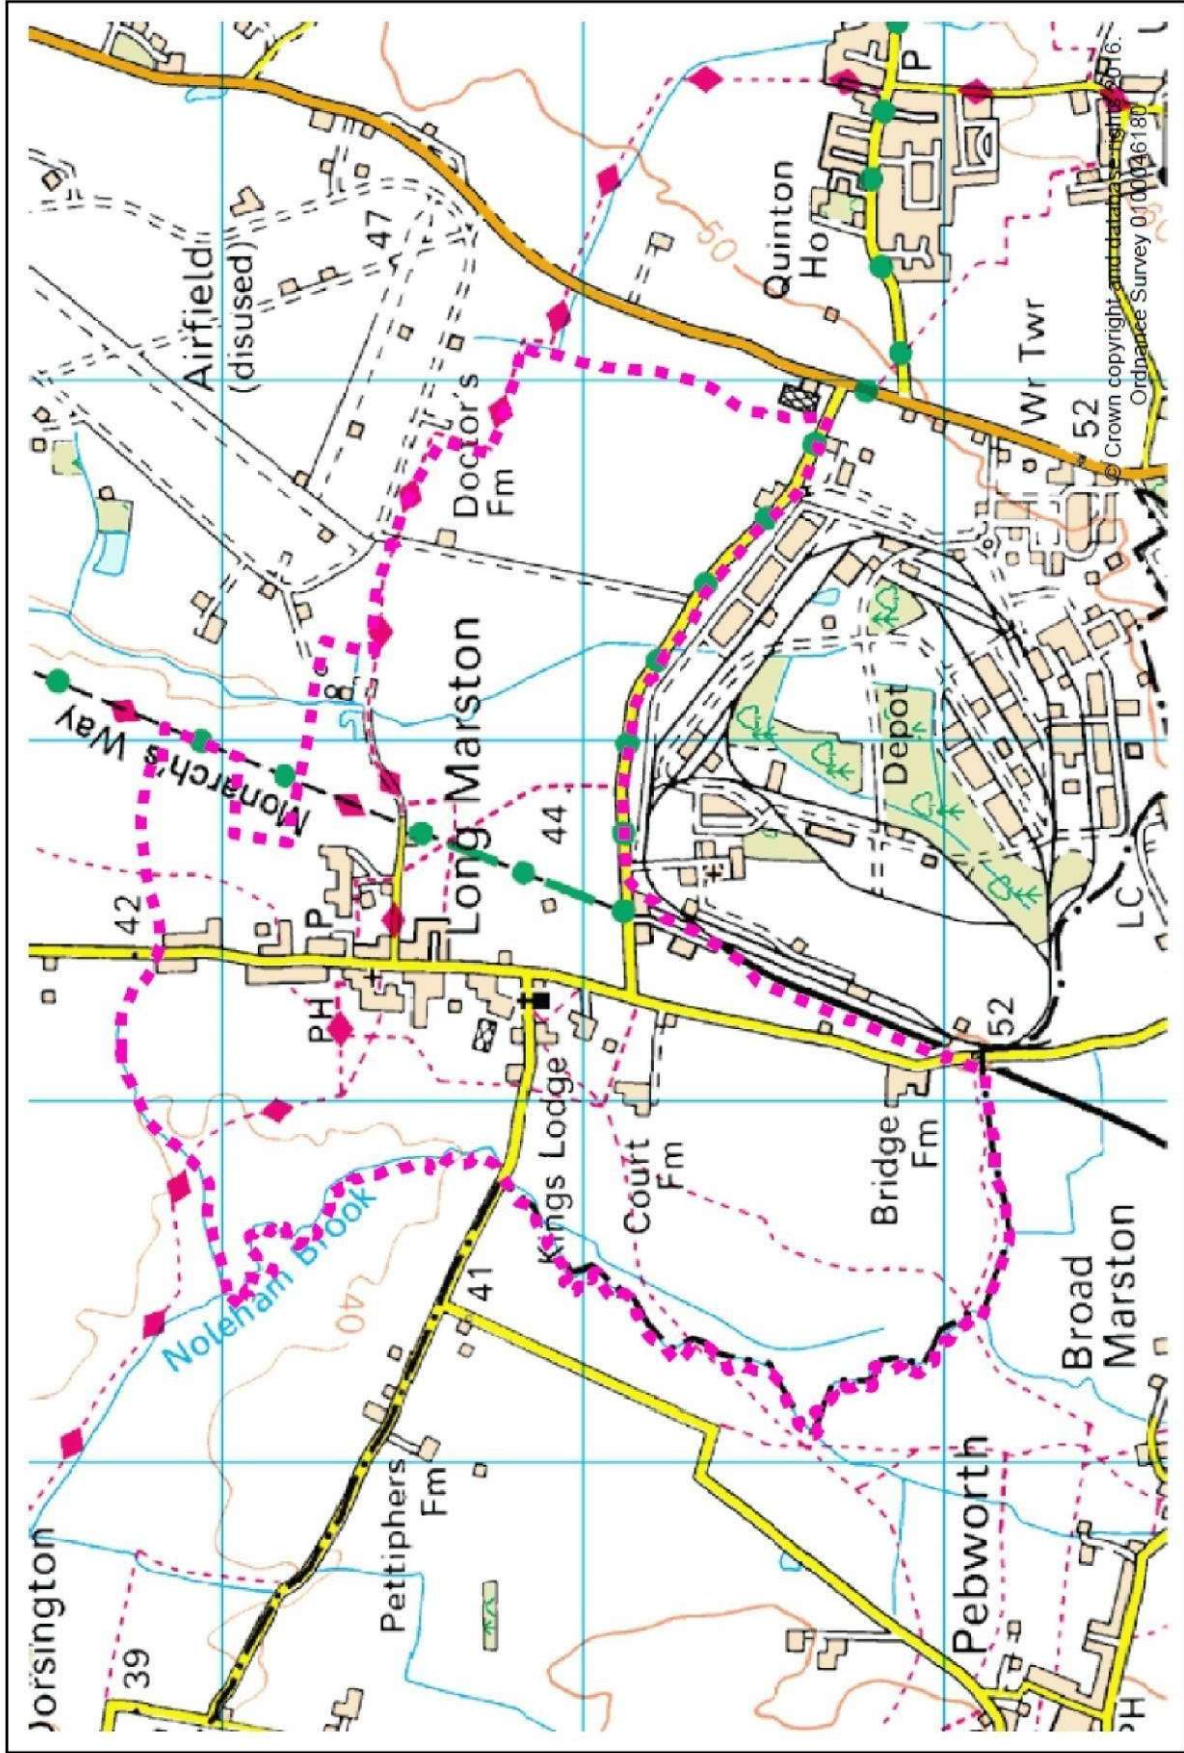 Dorsington
39
Pettiphers
Fm
41
40
Noleham Brook
Kings Lodge
42
PH
P
Long Marston
44
Monarch's Way
Airfield
(disused)
47
Doctor's
Fm
50
Quinton
Ho
P
Court
Fm
Bridge
Fm
52
Depot
LC
Wr Twr
52
Broad
Marston
Pebworth
PH
© Crown copyright and database rights 2016.
Ordnance Survey 0100046180